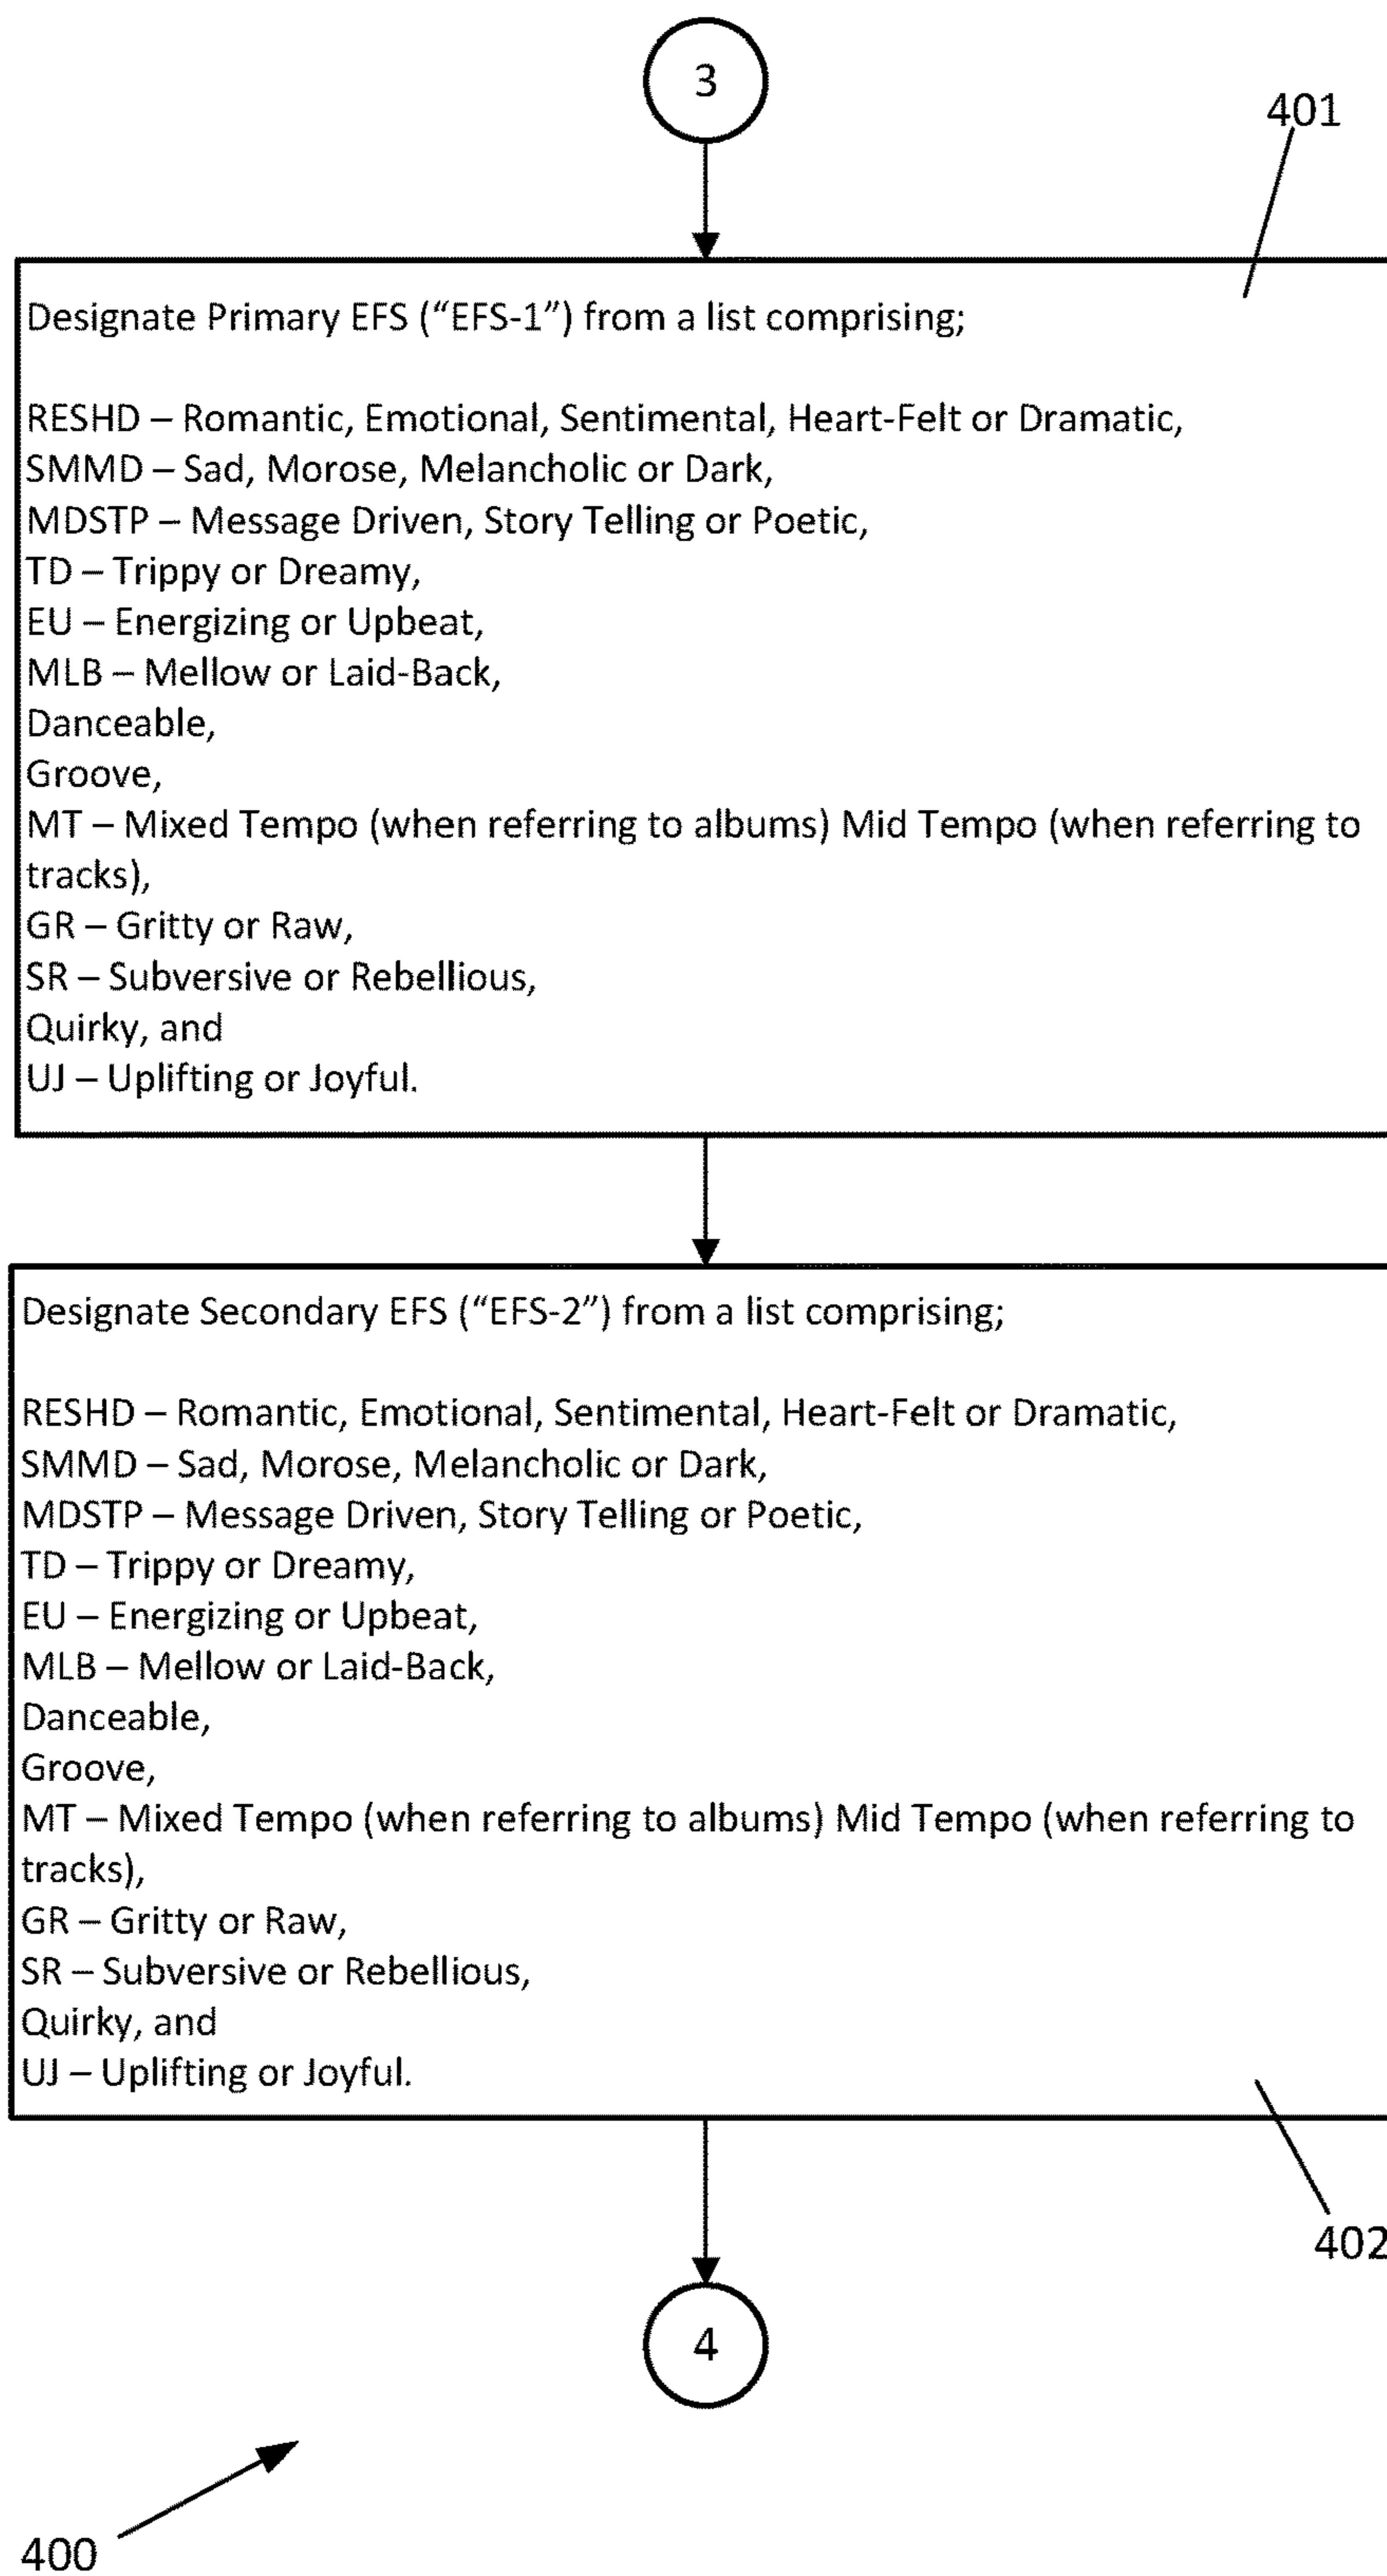 3
401
Designate Primary EFS (“EFS-1”) from a list comprising;
RESHD – Romantic, Emotional, Sentimental, Heart-Felt or Dramatic,
SMMD – Sad, Morose, Melancholic or Dark,
MDSTP – Message Driven, Story Telling or Poetic,
TD – Trippy or Dreamy,
EU – Energizing or Upbeat,
MLB – Mellow or Laid-Back,
Danceable,
Groove,
MT – Mixed Tempo (when referring to albums) Mid Tempo (when referring to
tracks),
GR – Gritty or Raw,
SR – Subversive or Rebellious,
Quirky, and
UJ – Uplifting or Joyful.
Designate Secondary EFS (“EFS-2”) from a list comprising;
RESHD – Romantic, Emotional, Sentimental, Heart-Felt or Dramatic,
SMMD – Sad, Morose, Melancholic or Dark,
MDSTP – Message Driven, Story Telling or Poetic,
TD – Trippy or Dreamy,
EU – Energizing or Upbeat,
MLB – Mellow or Laid-Back,
Danceable,
Groove,
MT – Mixed Tempo (when referring to albums) Mid Tempo (when referring to
tracks),
GR – Gritty or Raw,
SR – Subversive or Rebellious,
Quirky, and
UJ – Uplifting or Joyful.
402
4
400